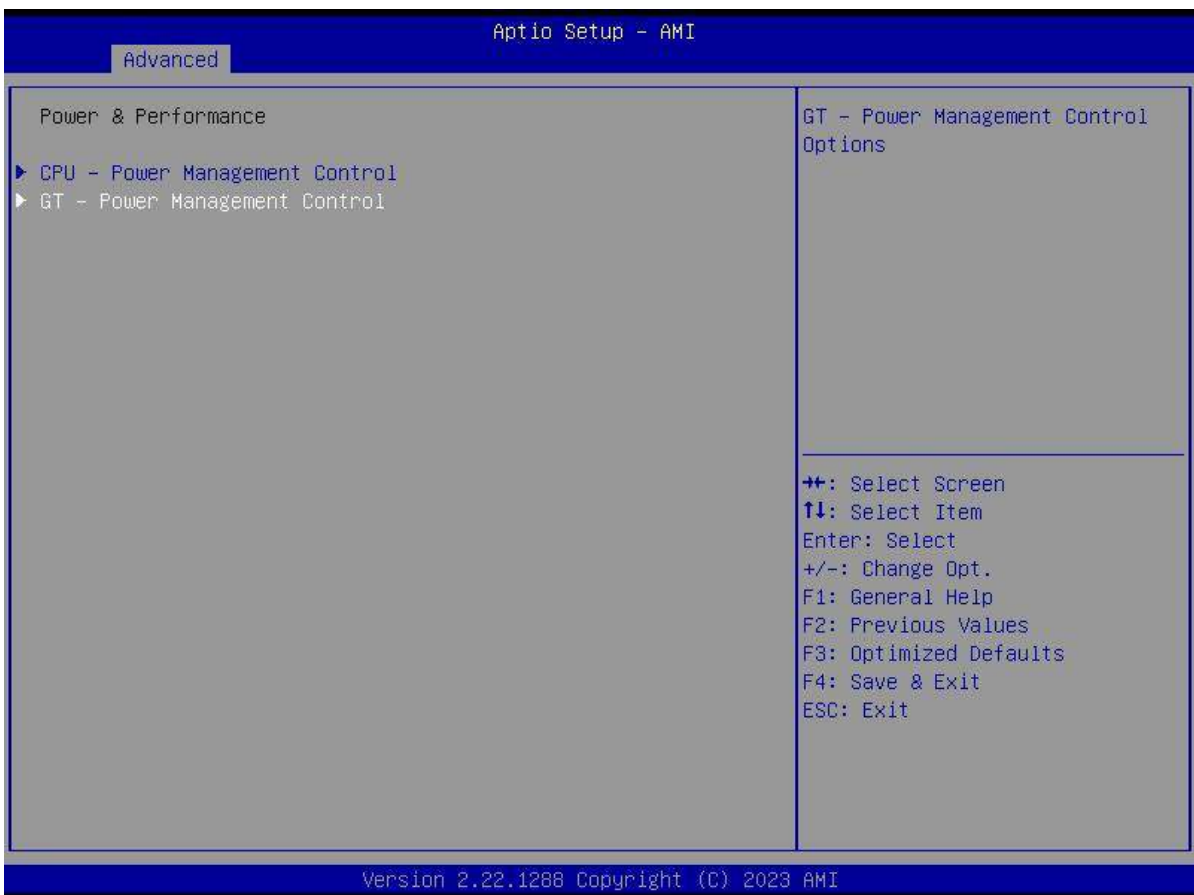 Aptio Setup – AMI
Advanced
Power & Performance
CPU – Power Management Control
GT – Power Management Control
GT – Power Management Control
Options
→←: Select Screen
↑↓: Select Item
Enter: Select
+/-: Change Opt.
F1: General Help
F2: Previous Values
F3: Optimized Defaults
F4: Save & Exit
ESC: Exit
Version 2.22.1288 Copyright (C) 2023 AMI